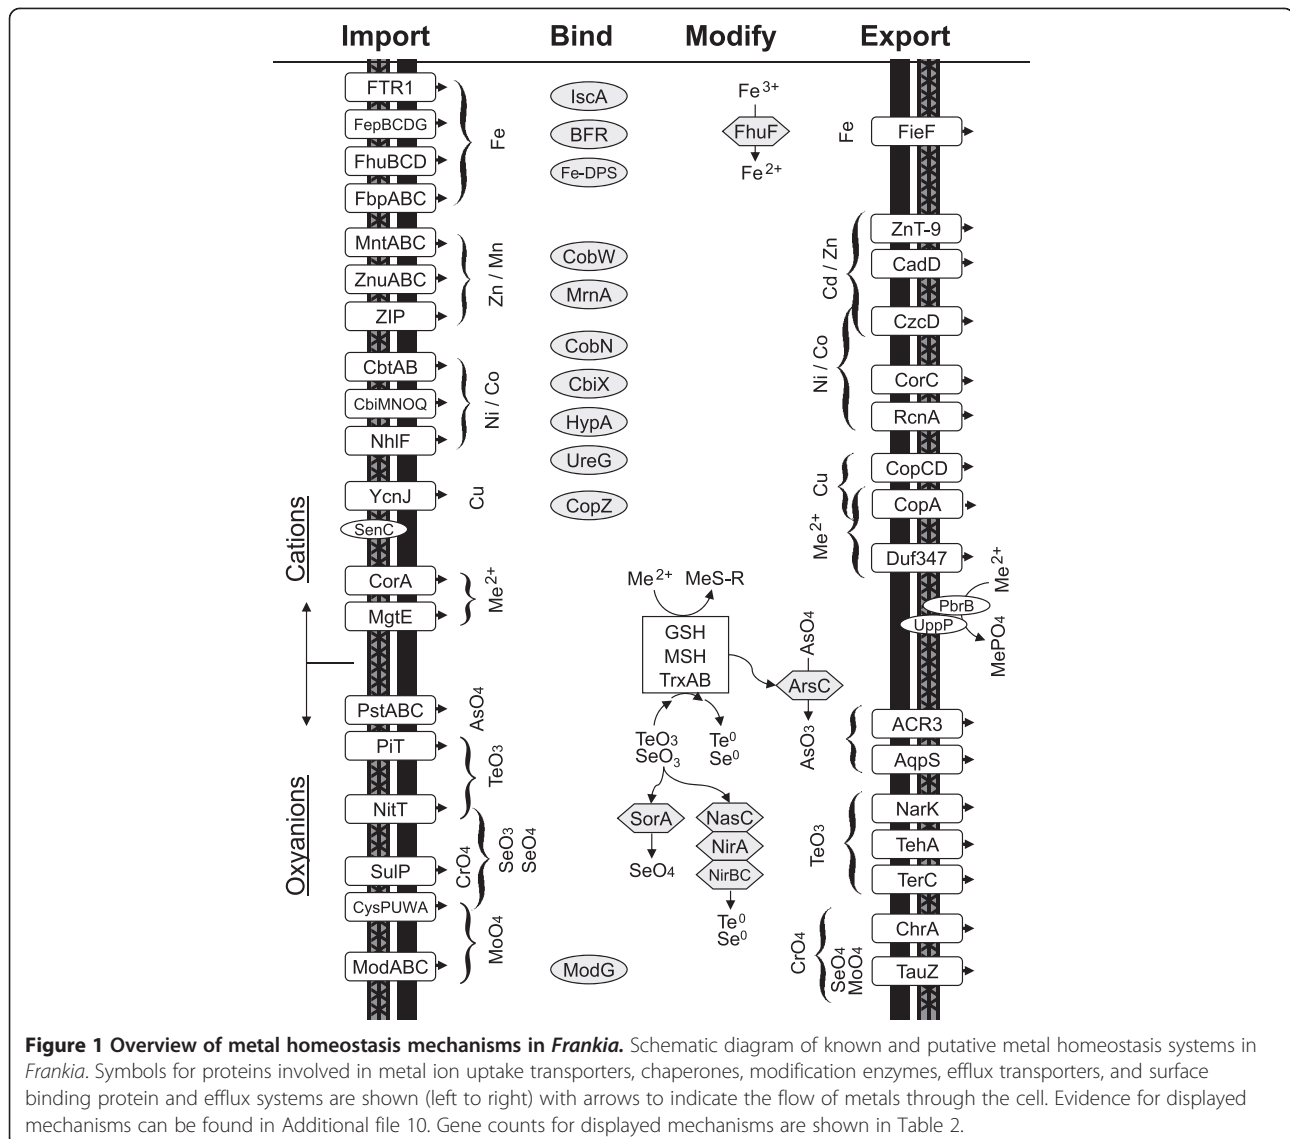 Import Bind Modify Export
FTR1
FepBCDG
FhuBCD
FbpABC
Fe
MntABC
ZnuABC
ZIP
Zn / Mn
CbtAB
CbiMNOQ
NhlF
Ni / Co
YcnJ
Cu
SenC
CorA
MgtE
Me2+
Cations
Oxyanions
PstABC
AsO4
PiT
TeO3
NitT
SulP
CrO4
SeO3
SeO4
CysPUWA
MoO4
ModABC
IscA
BFR
Fe-DPS
CobW
MrnA
CobN
CbiX
HypA
UreG
CopZ
ModG
Fe3+
FhuF
Fe2+
Me2+ MeS-R
GSH
MSH
TrxAB
AsO4
ArsC
AsO3
TeO3
SeO3
Te0
Se0
SorA
SeO4
NasC
NirA
NirBC
Te0
Se0
Fe
FieF
Cd / Zn
ZnT-9
CadD
CzcD
Ni / Co
CorC
RcnA
Cu
CopCD
CopA
Me2+
Duf347
Me2+
PbrB
UppP
MePO4
ACR3
AqpS
TeO3
NarK
TehA
TerC
CrO4
SeO4
MoO4
ChrA
TauZ
Figure 1 Overview of metal homeostasis mechanisms in Frankia. Schematic diagram of known and putative metal homeostasis systems in
Frankia. Symbols for proteins involved in metal ion uptake transporters, chaperones, modification enzymes, efflux transporters, and surface
binding protein and efflux systems are shown (left to right) with arrows to indicate the flow of metals through the cell. Evidence for displayed
mechanisms can be found in Additional file 10. Gene counts for displayed mechanisms are shown in Table 2.